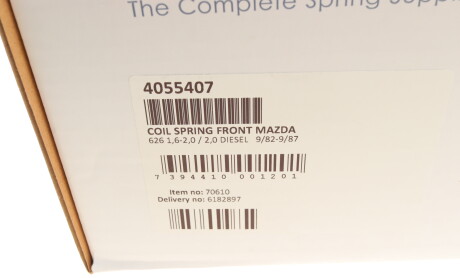 The Complete Spring
4055407
COIL SPRING FRONT MAZDA
626 1,6-2,0 / 2,0 DIESEL 9/82-9/87
7 394410 001201
Item no: 70610
Delivery no: 6182897